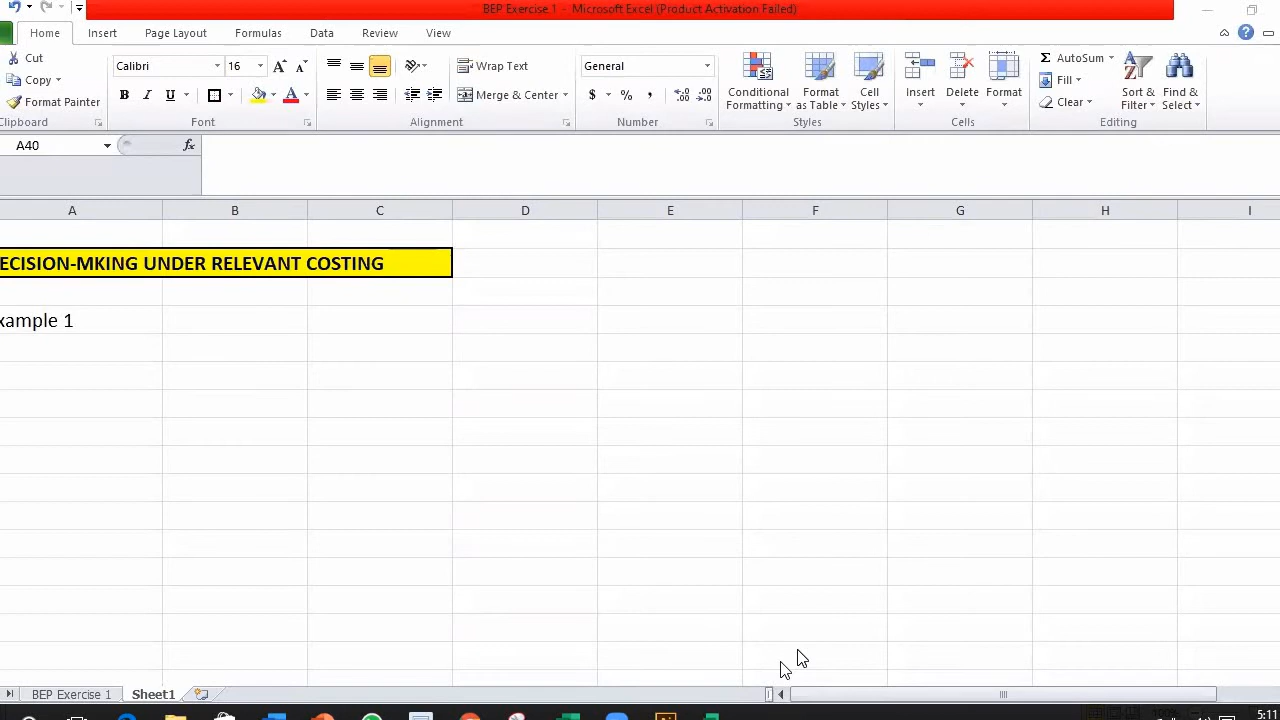 BEP Exercise 1 - Microsoft Excel (Product Activation Failed)
Home Insert Page Layout Formulas Data Review View
Cut Calibri 16 Wrap Text General AutoSum
Copy Fill
Format Painter Merge & Center $ % , Conditional Formatting Format as Table Cell Styles Insert Delete Format Clear Sort & Filter Find & Select
Clipboard Font Alignment Number Styles Cells Editing
A40 fx
A B C D E F G H I
ECISION-MKING UNDER RELEVANT COSTING
xample 1
BEP Exercise 1 Sheet1
5:11